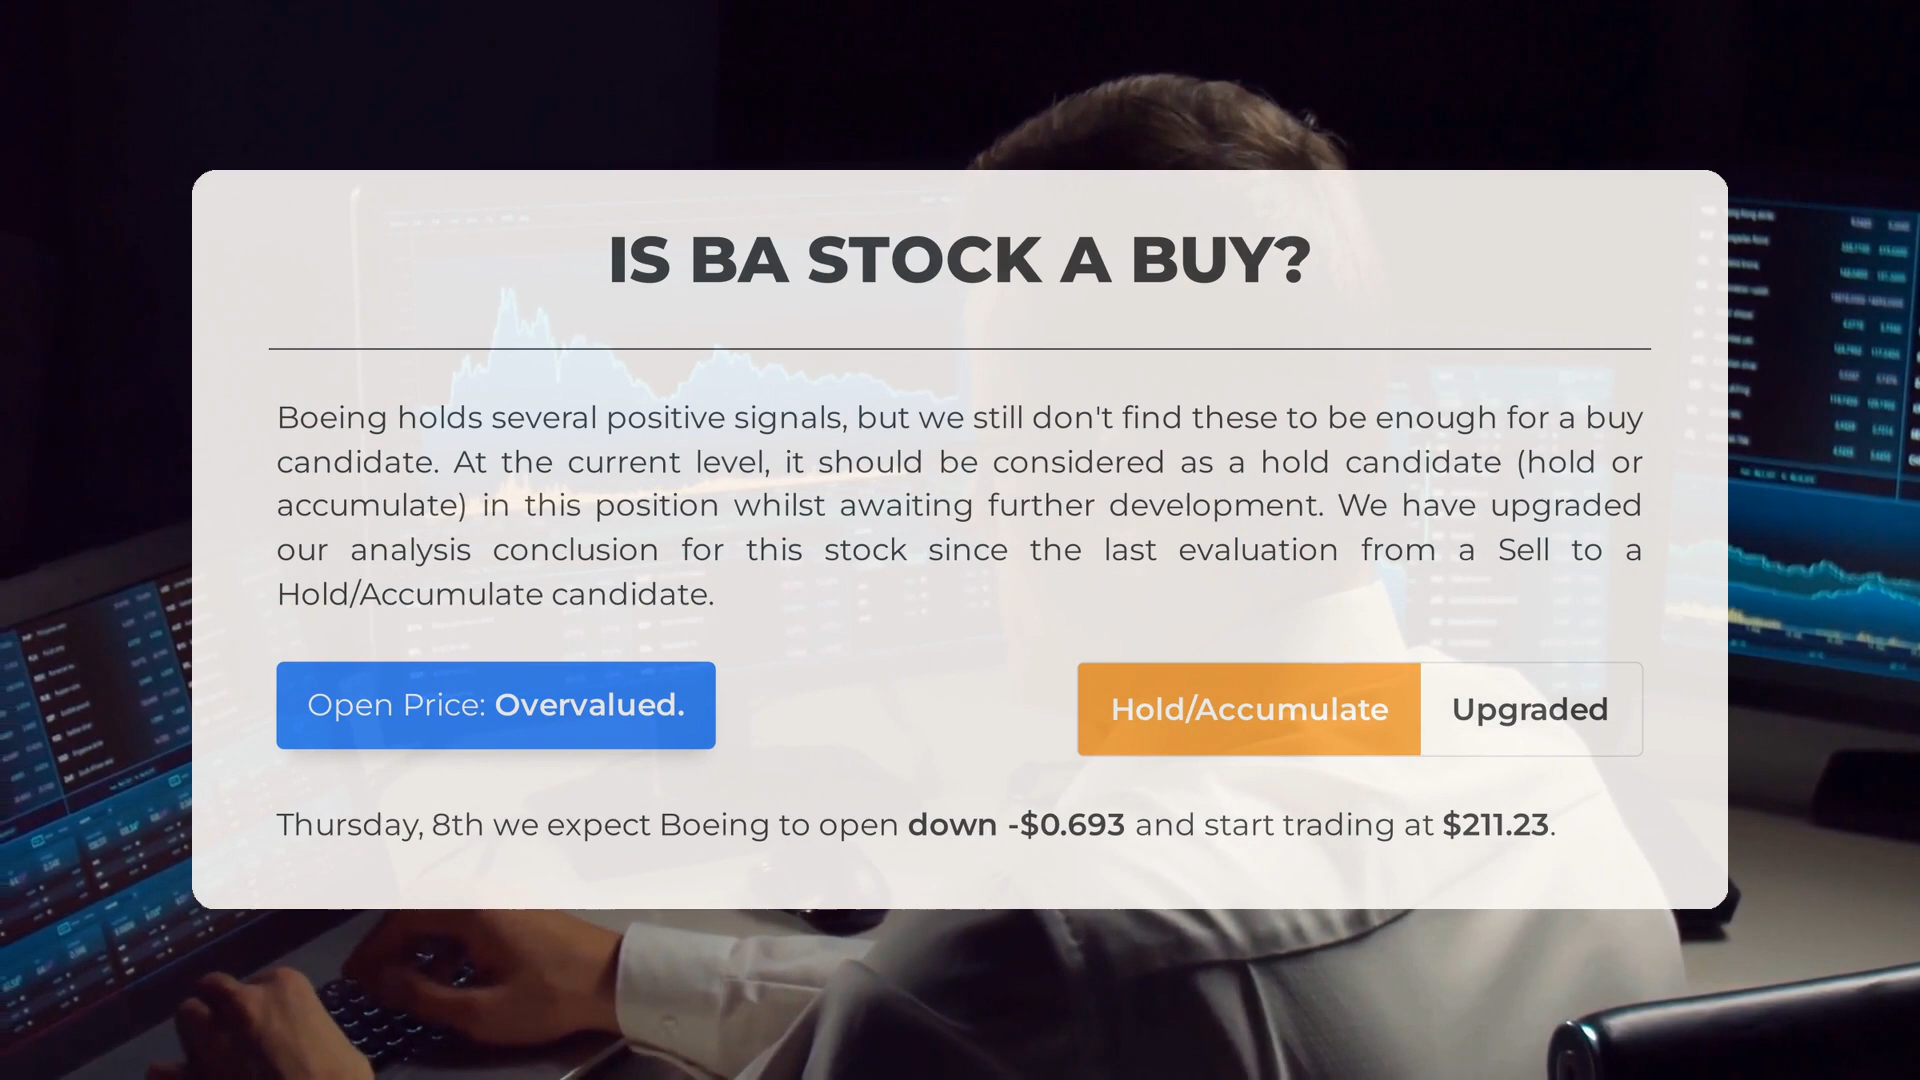 IS BA STOCK A BUY?
Boeing holds several positive signals, but we still don't find these to be enough for a buy
candidate. At the current level, it should be considered as a hold candidate (hold or
accumulate) in this position whilst awaiting further development. We have upgraded
our analysis conclusion for this stock since the last evaluation from a Sell to a
Hold/Accumulate candidate.
Open Price: Overvalued.
Hold/Accumulate Upgraded
Thursday, 8th we expect Boeing to open down -$0.693 and start trading at $211.23.